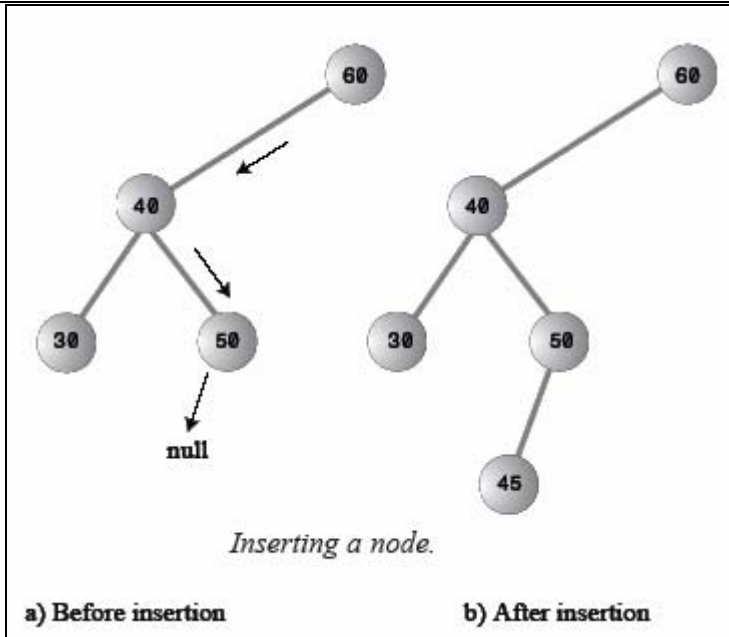 60
40
30
50
null
60
40
30
50
45
Inserting a node.
a) Before insertion
b) After insertion